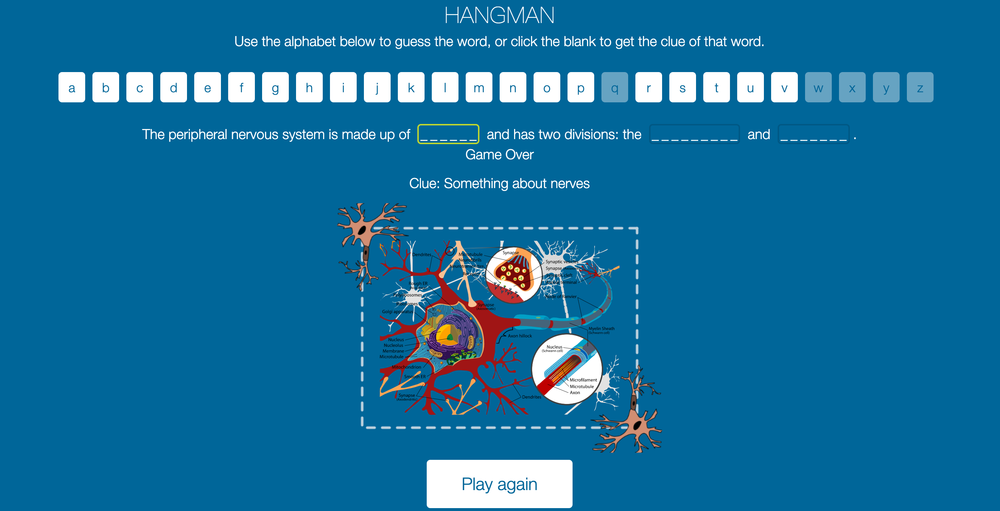 HANGMAN
Use the alphabet below to guess the word, or click the blank to get the clue of that word.
a b c d e f g h i j k l m n o p q r s t u v w x y z
The peripheral nervous system is made up of _ _ _ _ _ _ and has two divisions: the _ _ _ _ _ _ _ _ _ and _ _ _ _ _ _ _ .
Game Over
Clue: Something about nerves
Dendrites
Microtubule
Neurofibrils
Neurotransmitter
Receptor
Synapse
Synaptic vesicles
Synapse (Axoaxonic)
Synaptic cleft
Axonal terminal
Rough ER
(Nissl body)
Polyribosomes
Ribosomes
Golgi apparatus
Synapse
(Axosomatic)
Node of Ranvier
Myelin Sheath
(Schwann cell)
Axon hillock
Nucleus
Nucleolus
Membrane
Microtubule
Mitochondrion
Smooth ER
Synapse
(Axodendritic)
Dendrites
Nucleus
(Schwann cell)
Microfilament
Microtubule
Axon
Play again